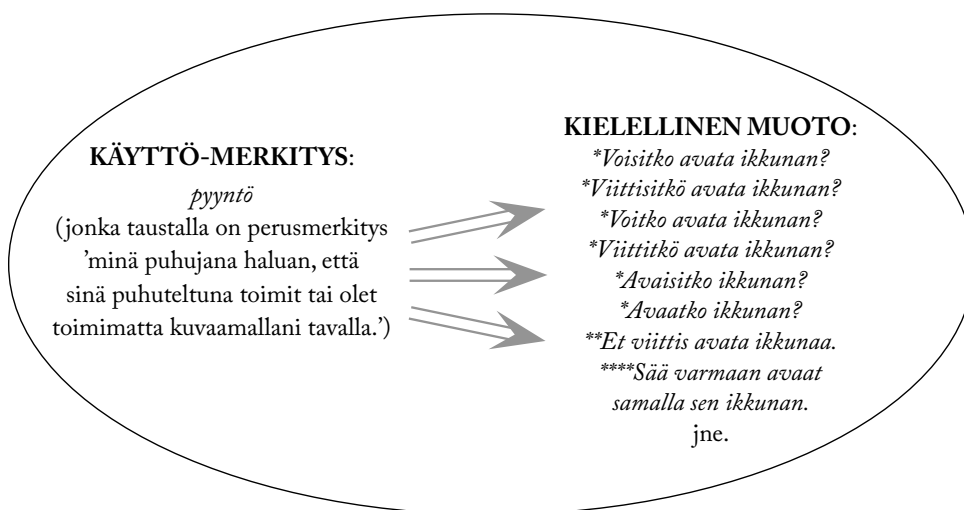 KÄYTTÖ-MERKITYS:
pyyntö
(jonka taustalla on perusmerkitys
’minä puhujana haluan, että
sinä puhuteltuna toimit tai olet
toimimatta kuvaamallani tavalla.’)
KIELELLINEN MUOTO:
*Voisitko avata ikkunan?
*Viittisitkö avata ikkunan?
*Voitko avata ikkunan?
*Viittitkö avata ikkunan?
*Avaisitko ikkunan?
*Avaatko ikkunan?
**Et viittis avata ikkunaa.
****Sää varmaan avaat
samalla sen ikkunan.
jne.